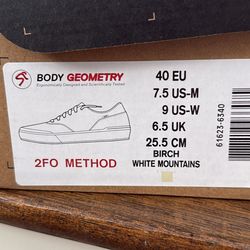 BODY GEOMETRY
Ergonomically Designed and Scientifically Tested
2FO METHOD
40 EU
7.5 US-M
9 US-W
6.5 UK
25.5 CM
BIRCH
WHITE MOUNTAINS
61623-6340